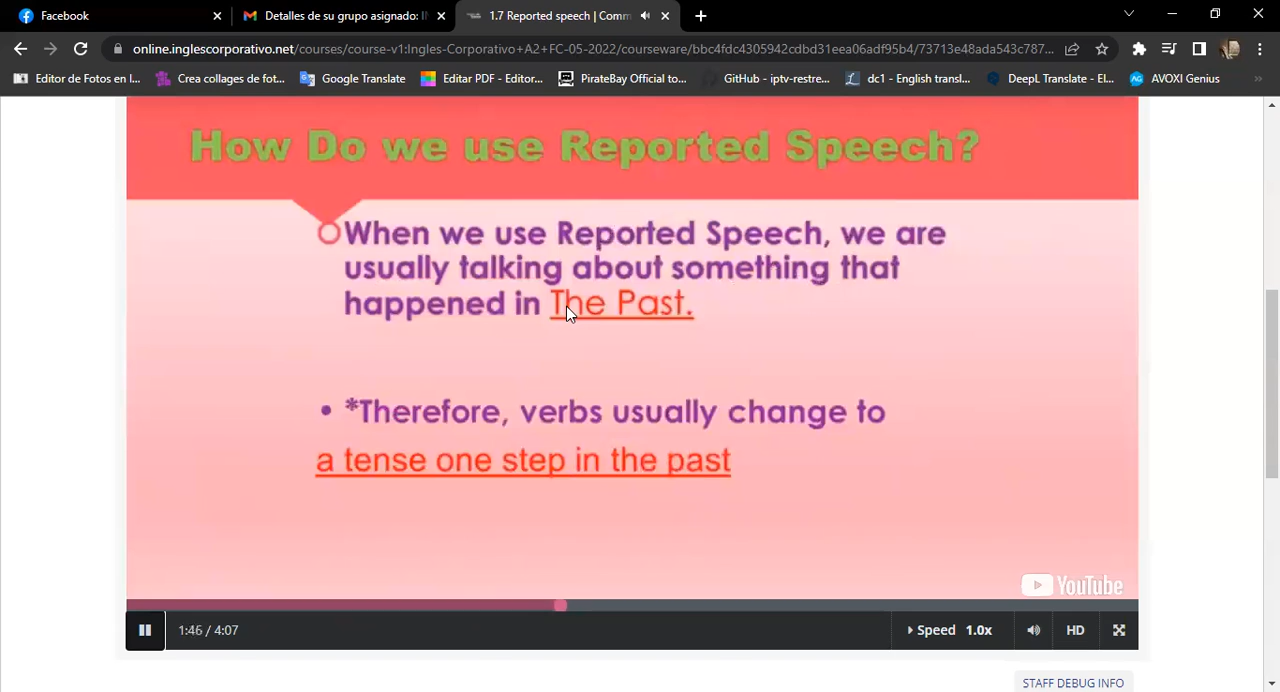 Facebook
Detalles de su grupo asignado: I
1.7 Reported speech | Comm
online.inglescorporativo.net/courses/course-v1:Ingles-Corporativo+A2+FC-05-2022/courseware/bbc4fdc4305942cdbd31eea06adf95b4/73713e48ada543c787...
Editor de Fotos en l...
Crea collages de fot...
Google Translate
Editar PDF - Editor...
PirateBay Official to...
GitHub - iptv-restre...
dc1 - English transl...
DeepL Translate - El...
AVOXI Genius
»
How Do we use Reported Speech?
When we use Reported Speech, we are
usually talking about something that
happened in The Past.
• *Therefore, verbs usually change to
a tense one step in the past
YouTube
1:46 / 4:07
Speed 1.0x
HD
STAFF DEBUG INFO